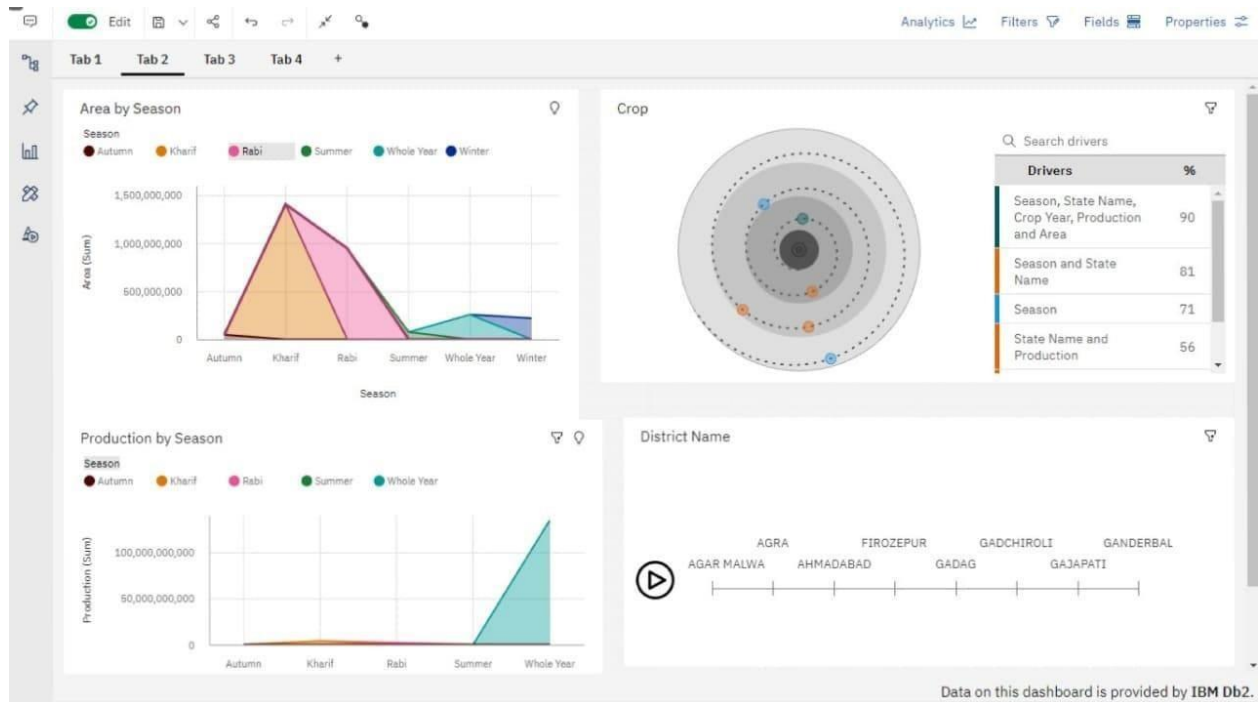 Edit
Analytics
Filters
Fields
Properties
Tab 1
Tab 2
Tab 3
Tab 4
+
Area by Season
Season
Autumn
Kharif
Rabi
Summer
Whole Year
Winter
Area (Sum)
1,500,000,000
1,000,000,000
500,000,000
0
Autumn
Kharif
Rabi
Summer
Whole Year
Winter
Season
Crop
Search drivers
Drivers %
Season, State Name,
Crop Year, Production 90
and Area
Season and State
Name 81
Season 71
State Name and
Production 56
Production by Season
Season
Autumn
Kharif
Rabi
Summer
Whole Year
Production (Sum)
100,000,000,000
50,000,000,000
0
Autumn
Kharif
Rabi
Summer
Whole Year
District Name
AGRA
FIROZEPUR
GADCHIROLI
GANDERBAL
AGAR MALWA
AHMADABAD
GADAG
GAJAPATI
Data on this dashboard is provided by IBM Db2.